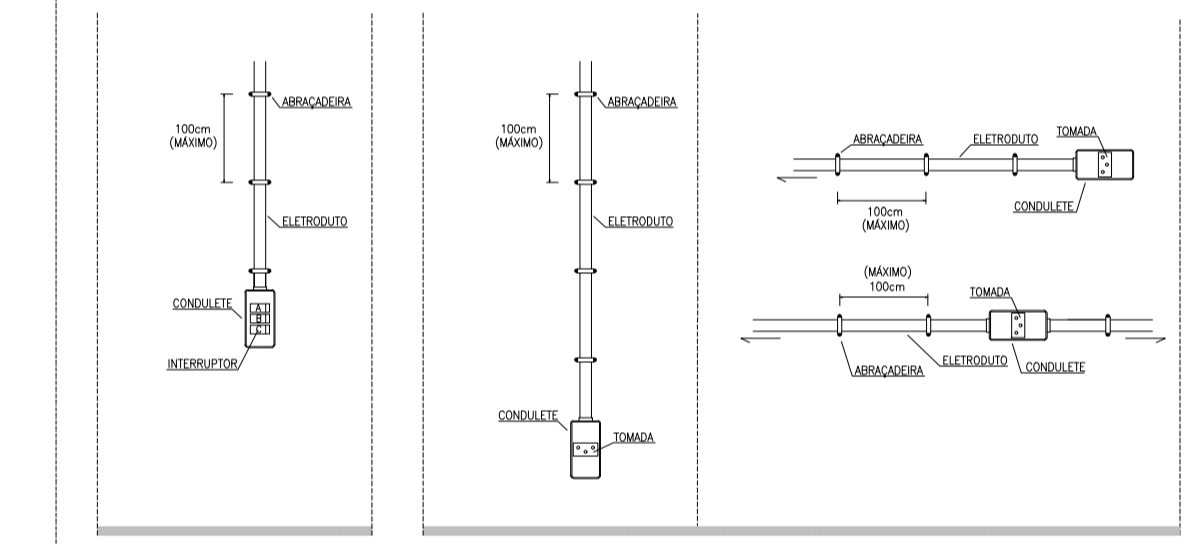 ABRAÇADEIRA
100cm
(MÁXIMO)
ELETRODUTO
CONDULETE
A
B
C
INTERRUPTOR
ABRAÇADEIRA
100cm
(MÁXIMO)
ELETRODUTO
CONDULETE
TOMADA
ABRAÇADEIRA
ELETRODUTO
TOMADA
100cm
(MÁXIMO)
CONDULETE
(MÁXIMO)
100cm
TOMADA
ABRAÇADEIRA
ELETRODUTO
CONDULETE